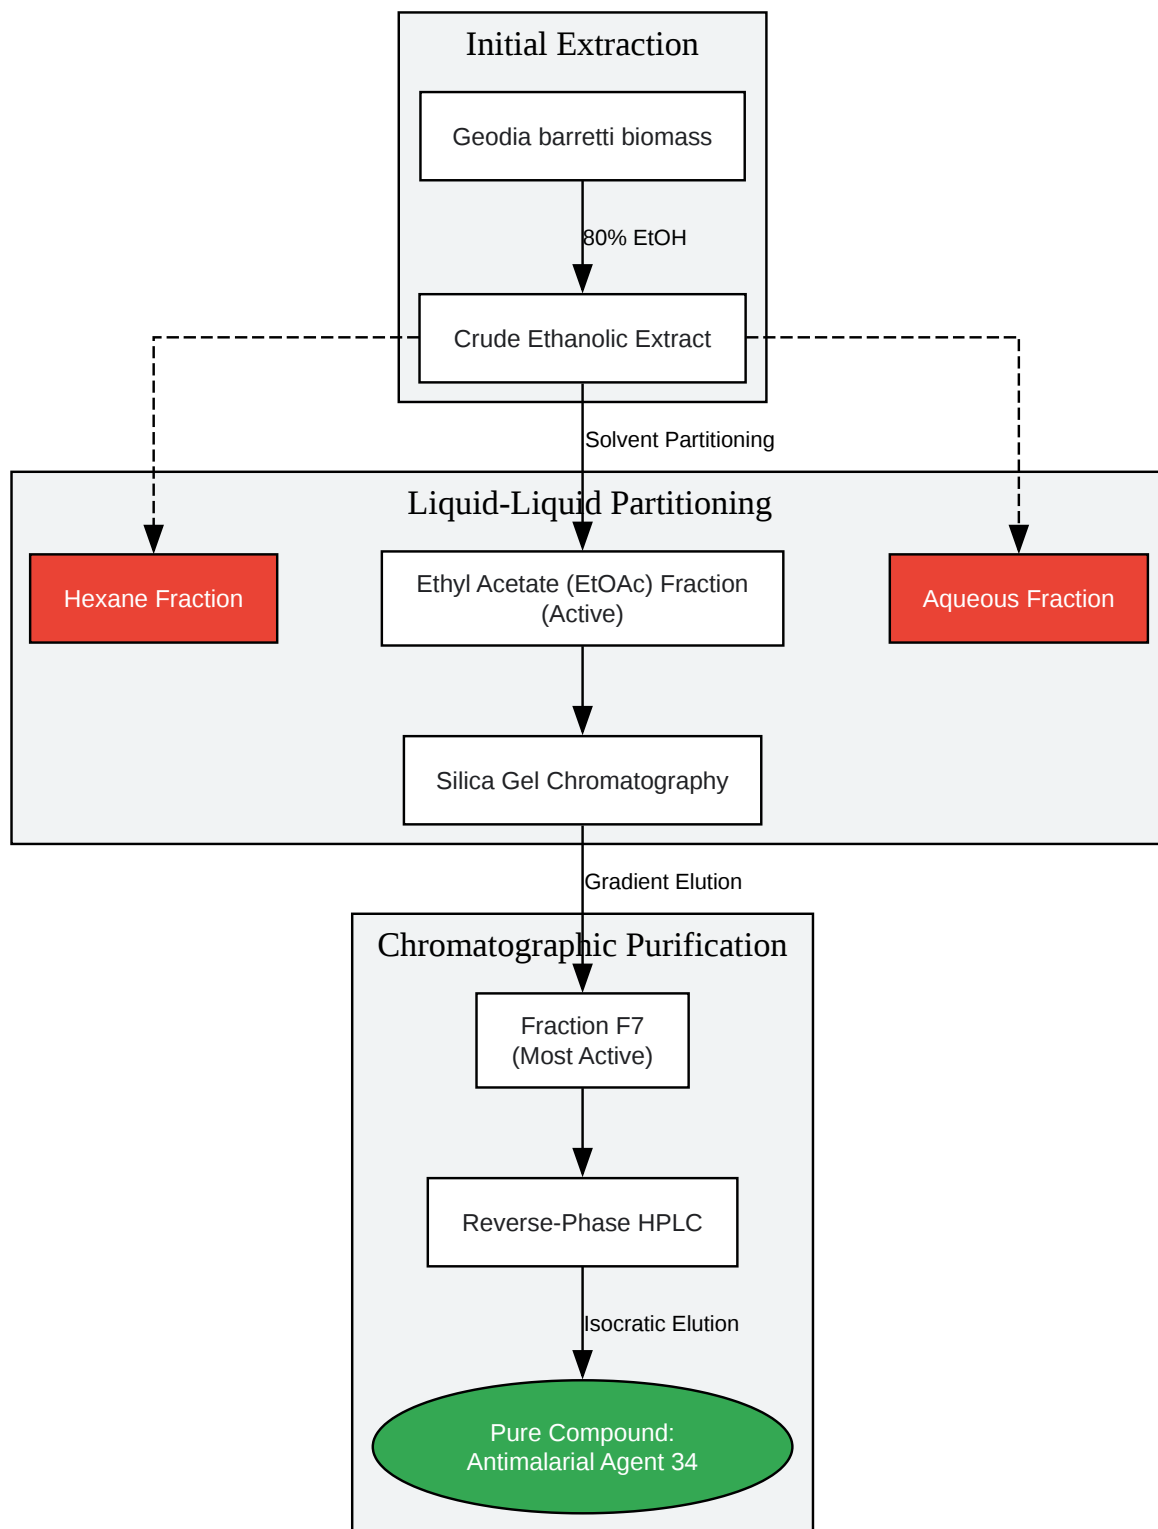 Initial Extraction
Geodia barretti biomass
80% EtOH
Crude Ethanolic Extract
Solvent Partitioning
Liquid-Liquid Partitioning
Hexane Fraction
Ethyl Acetate (EtOAc) Fraction
(Active)
Aqueous Fraction
Silica Gel Chromatography
Gradient Elution
Chromatographic Purification
Fraction F7
(Most Active)
Reverse-Phase HPLC
Isocratic Elution
Pure Compound:
Antimalarial Agent 34